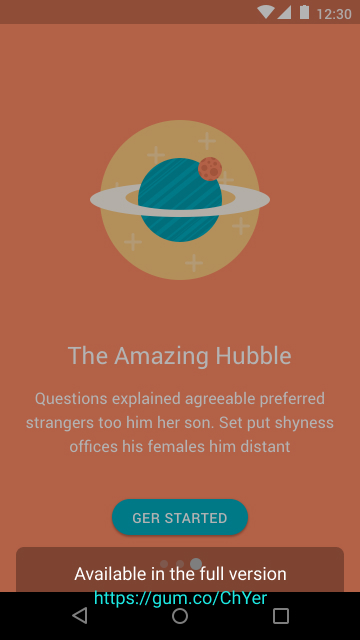 12:30
The Amazing Hubble
Questions explained agreeable preferred
strangers too him her son. Set put shyness
offices his females him distant
GER STARTED
Available in the full version
https://gum.co/ChYer